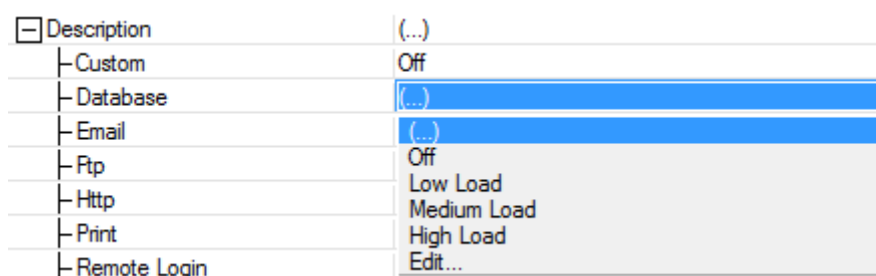 Description (...)
Custom Off
Database (...)
Email (...)
Off
Ftp
Low Load
Http
Medium Load
Print High Load
Remote Login Edit...